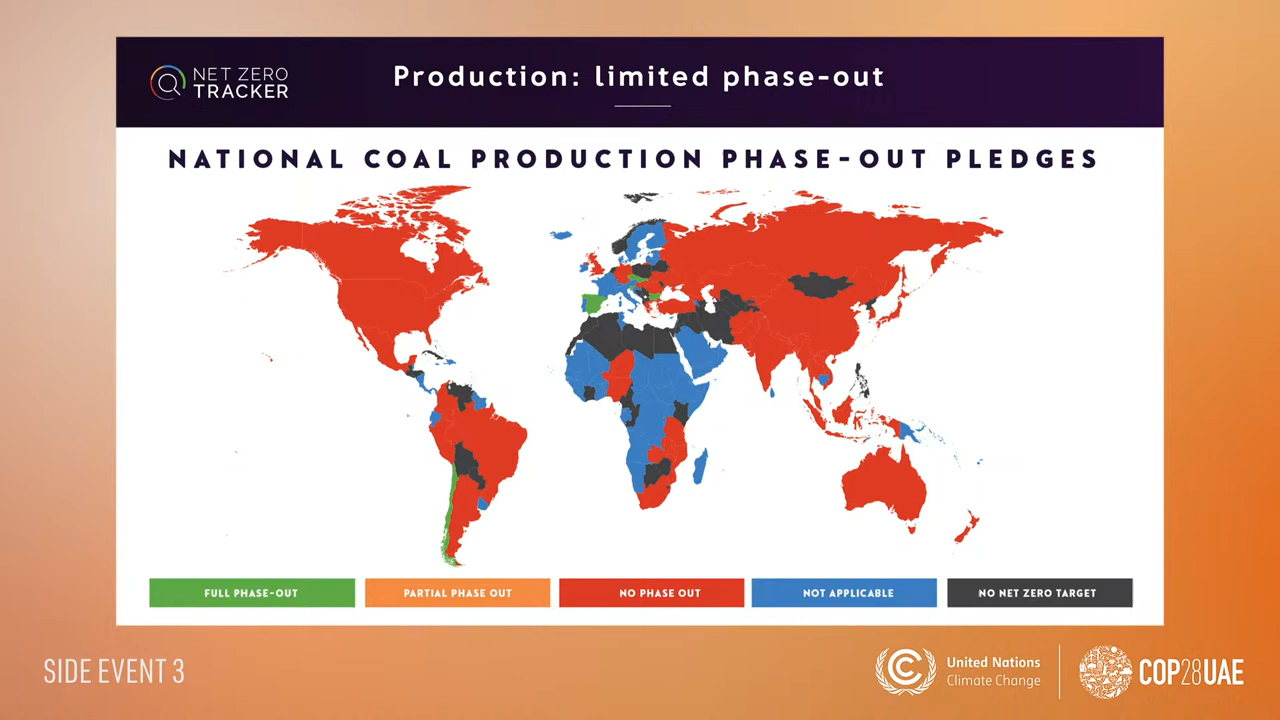 NET ZERO
TRACKER
Production: limited phase-out
NATIONAL COAL PRODUCTION PHASE-OUT PLEDGES
FULL PHASE-OUT
PARTIAL PHASE OUT
NO PHASE OUT
NOT APPLICABLE
NO NET ZERO TARGET
SIDE EVENT 3
United Nations
Climate Change
COP28UAE